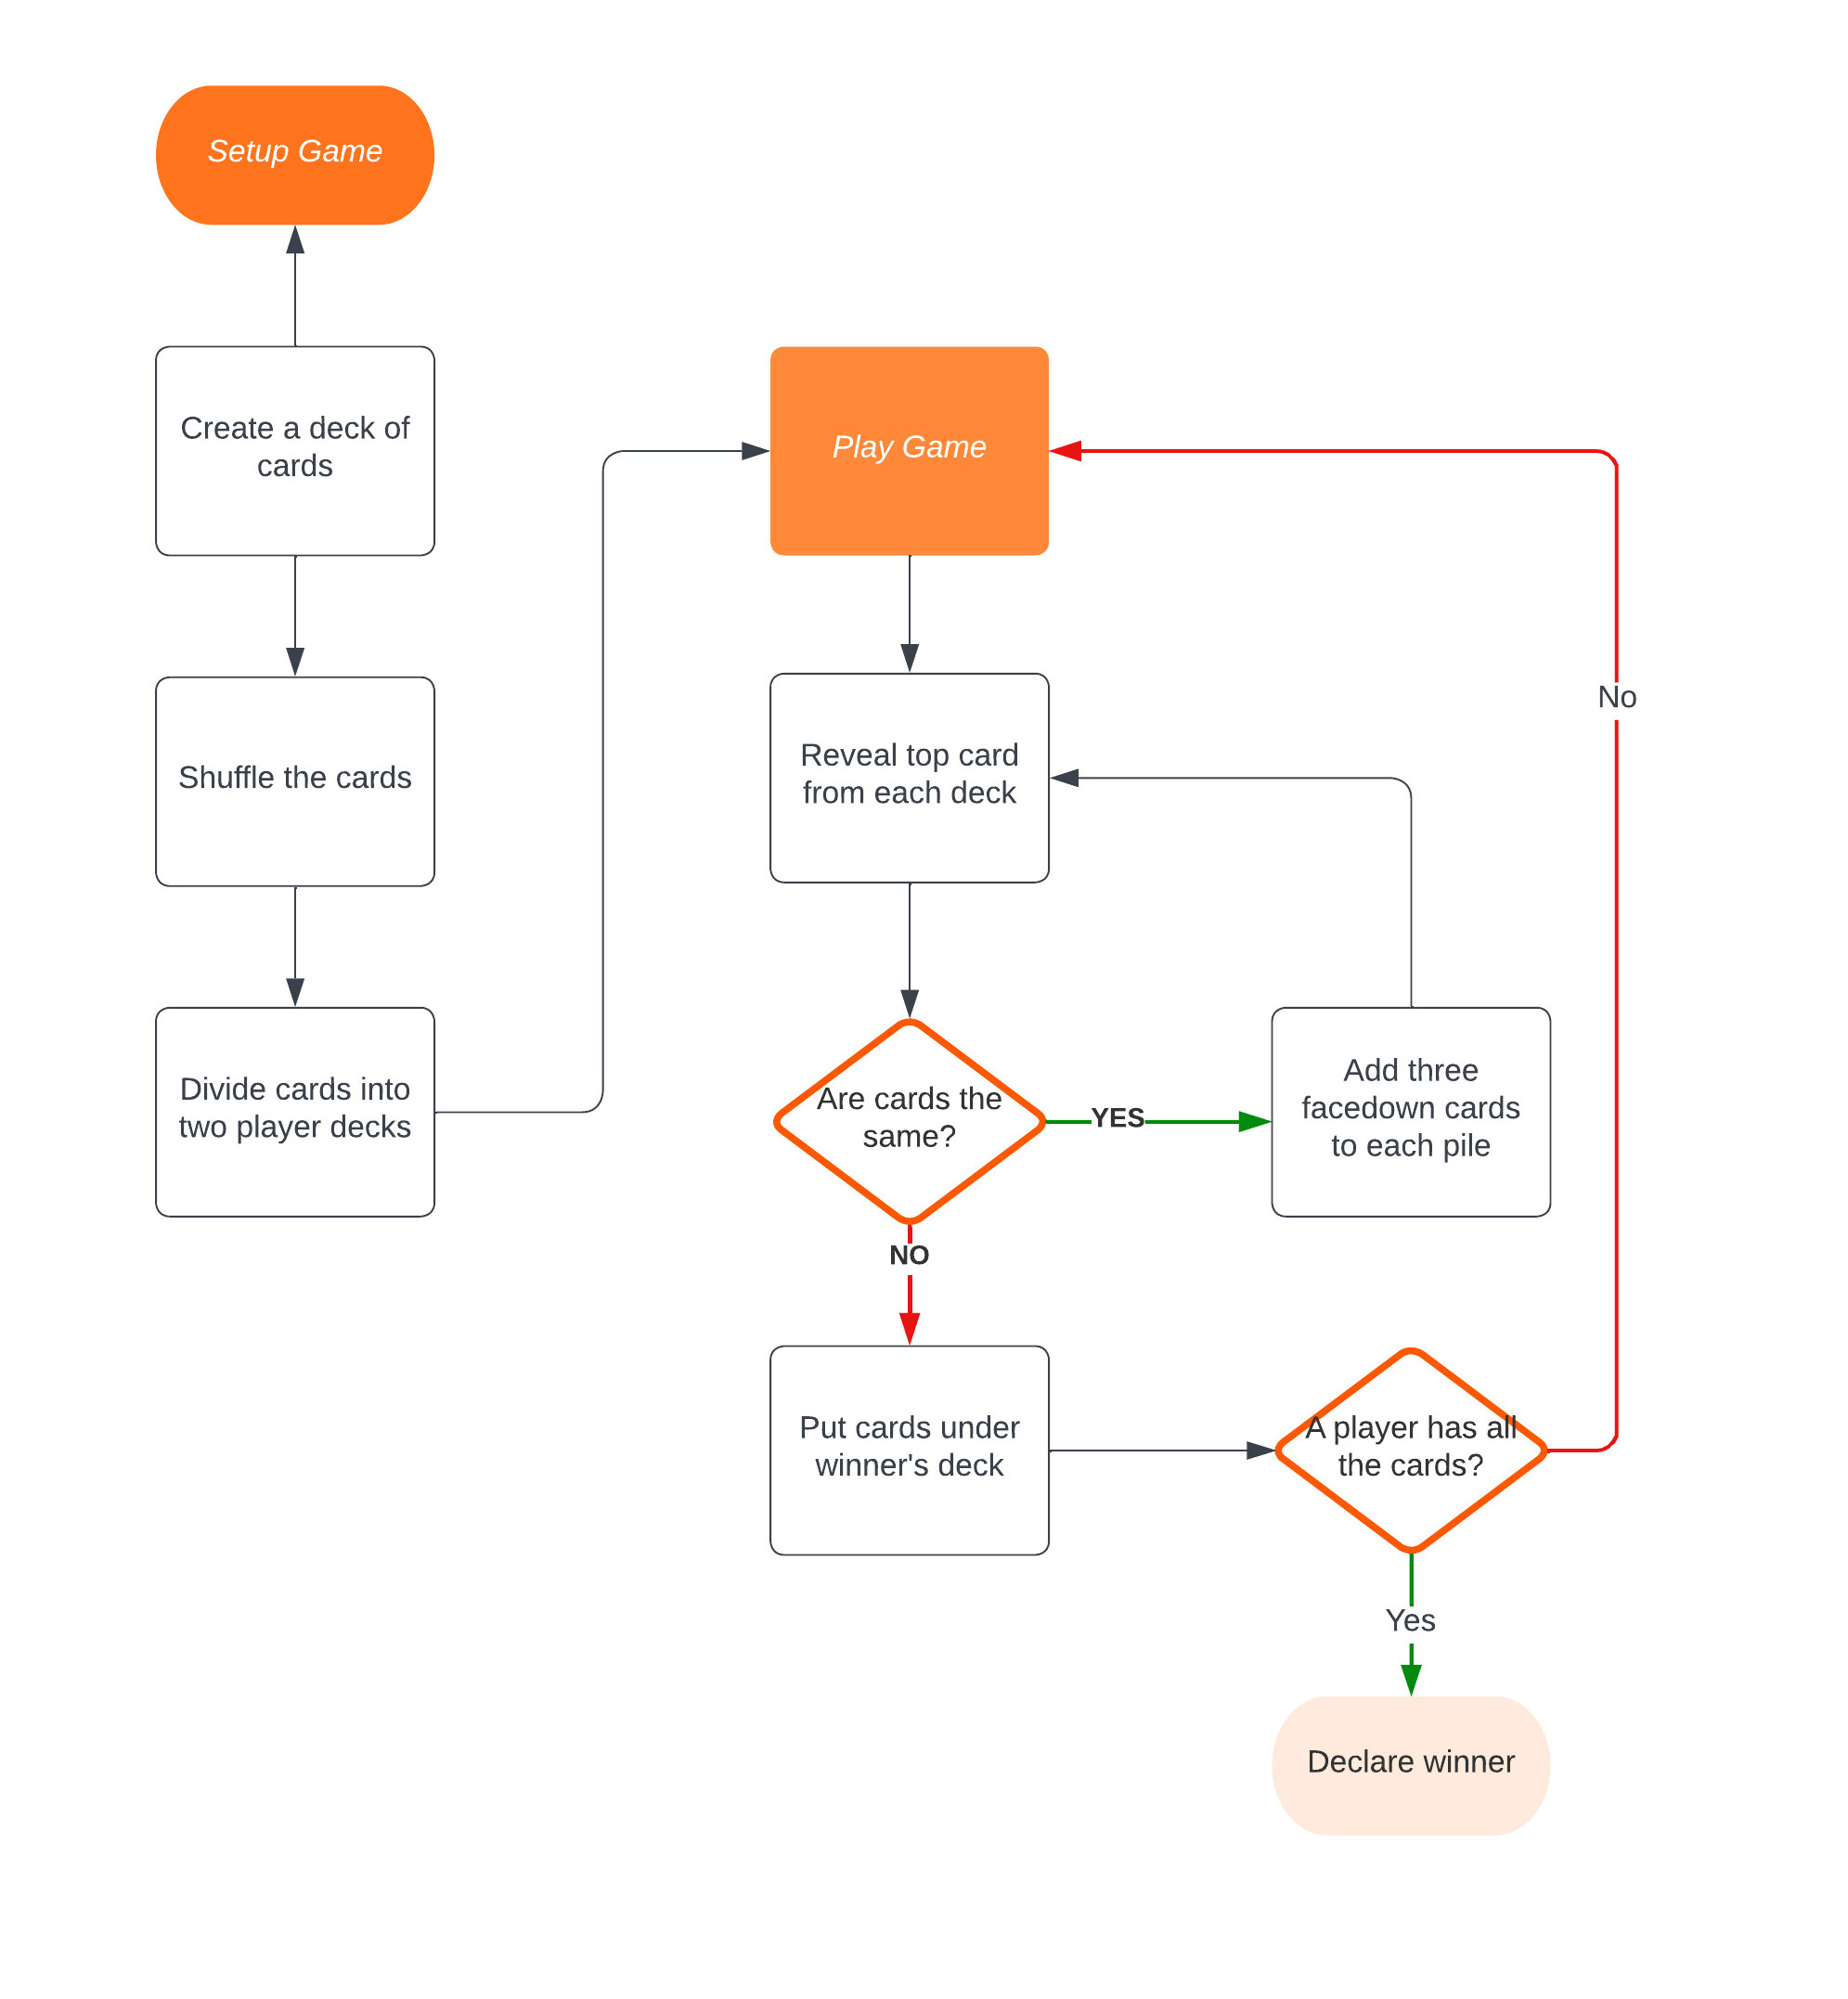 Setup Game
Create a deck of
cards
Shuffle the cards
Divide cards into
two player decks
Play Game
Reveal top card
from each deck
Are cards the
same?
YES
Add three
facedown cards
to each pile
NO
Put cards under
winner's deck
A player has all
the cards?
No
Yes
Declare winner